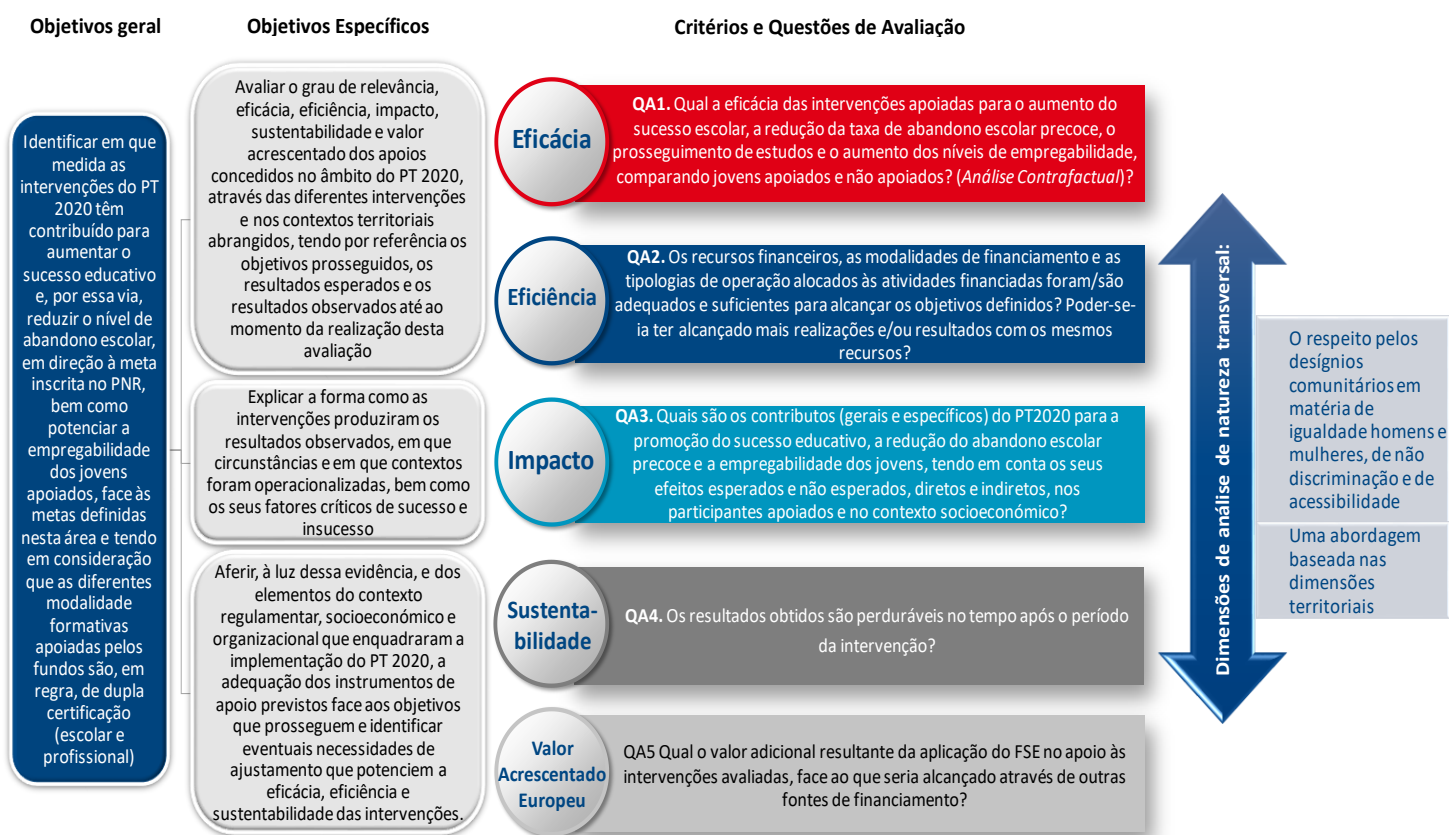 Objetivos geral
Objetivos Específicos
Critérios e Questões de Avaliação
Identificar em que
medida as
intervenções do PT
2020 têm
contribuído para
aumentar o
sucesso educativo
e, por essa via,
reduzir o nível de
abandono escolar,
em direção à meta
inscrita no PNR,
bem como
potenciar a
empregabilidade
dos jovens
apoiados, face às
metas definidas
nesta área e tendo
em consideração
que as diferentes
modalidade
formativas
apoiadas pelos
fundos são, em
regra, de dupla
certificação
(escolar e
profissional)
Avaliar o grau de relevância,
eficácia, eficiência, impacto,
sustentabilidade e valor
acrescentado dos apoios
concedidos no âmbito do PT 2020,
através das diferentes intervenções
e nos contextos territoriais
abrangidos, tendo por referência os
objetivos prosseguidos, os
resultados esperados e os
resultados observados até ao
momento da realização desta
avaliação
Explicar a forma como as
intervenções produziram os
resultados observados, em que
circunstâncias e em que contextos
foram operacionalizadas, bem como
os seus fatores críticos de sucesso e
insucesso
Aferir, à luz dessa evidência, e dos
elementos do contexto
regulamentar, socioeconómico e
organizacional que enquadraram a
implementação do PT 2020, a
adequação dos instrumentos de
apoio previstos face aos objetivos
que prosseguem e identificar
eventuais necessidades de
ajustamento que potenciem a
eficácia, eficiência e
sustentabilidade das intervenções.
Eficácia
QA1. Qual a eficácia das intervenções apoiadas para o aumento do
sucesso escolar, a redução da taxa de abandono escolar precoce, o
prosseguimento de estudos e o aumento dos níveis de empregabilidade,
comparando jovens apoiados e não apoiados? (Análise Contrafactual)?
Eficiência
QA2. Os recursos financeiros, as modalidades de financiamento e as
tipologias de operação alocados às atividades financiadas foram/são
adequados e suficientes para alcançar os objetivos definidos? Poder-se-
ia ter alcançado mais realizações e/ou resultados com os mesmos
recursos?
Impacto
QA3. Quais são os contributos (gerais e específicos) do PT2020 para a
promoção do sucesso educativo, a redução do abandono escolar
precoce e a empregabilidade dos jovens, tendo em conta os seus
efeitos esperados e não esperados, diretos e indiretos, nos
participantes apoiados e no contexto socioeconómico?
Sustenta-
bilidade
QA4. Os resultados obtidos são perduráveis no tempo após o período
da intervenção?
Valor
Acrescentado
Europeu
QA5 Qual o valor adicional resultante da aplicação do FSE no apoio às
intervenções avaliadas, face ao que seria alcançado através de outras
fontes de financiamento?
Dimensões de análise de natureza transversal:
O respeito pelos
desígnios
comunitários em
matéria de
igualdade homens e
mulheres, de não
discriminação e de
acessibilidade
Uma abordagem
baseada nas
dimensões
territoriais